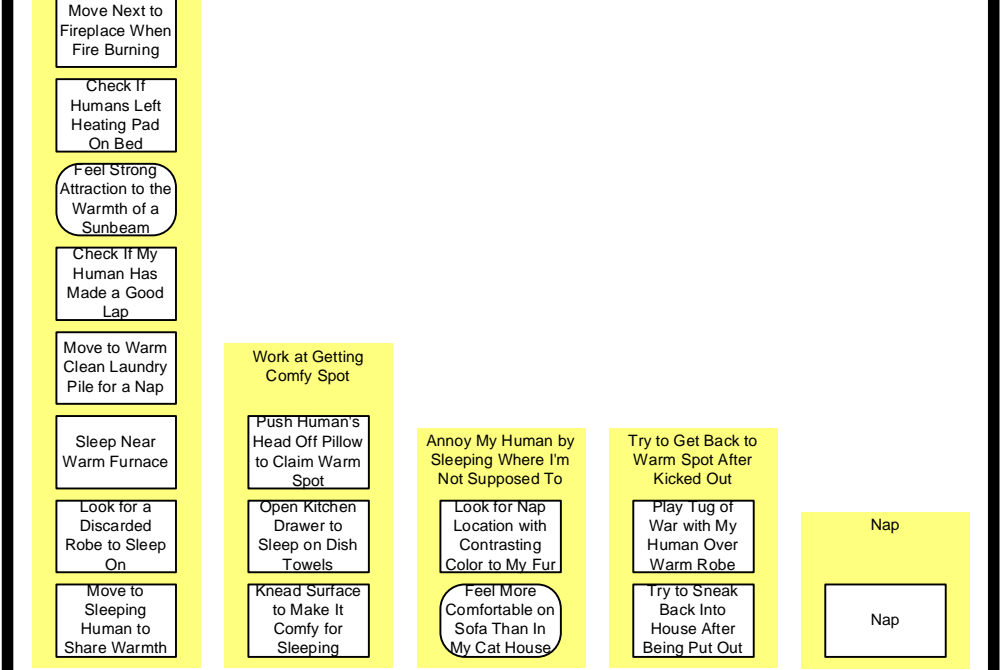 Move Next to
Fireplace When
Fire Burning
Check If
Humans Left
Heating Pad
On Bed
Feel Strong
Attraction to the
Warmth of a
Sunbeam
Check If My
Human Has
Made a Good
Lap
Move to Warm
Clean Laundry
Pile for a Nap
Sleep Near
Warm Furnace
Look for a
Discarded
Robe to Sleep
On
Move to
Sleeping
Human to
Share Warmth
Work at Getting
Comfy Spot
Push Human's
Head Off Pillow
to Claim Warm
Spot
Open Kitchen
Drawer to
Sleep on Dish
Towels
Knead Surface
to Make It
Comfy for
Sleeping
Annoy My Human by
Sleeping Where I'm
Not Supposed To
Look for Nap
Location with
Contrasting
Color to My Fur
Feel More
Comfortable on
Sofa Than In
My Cat House
Try to Get Back to
Warm Spot After
Kicked Out
Play Tug of
War with My
Human Over
Warm Robe
Try to Sneak
Back Into
House After
Being Put Out
Nap
Nap